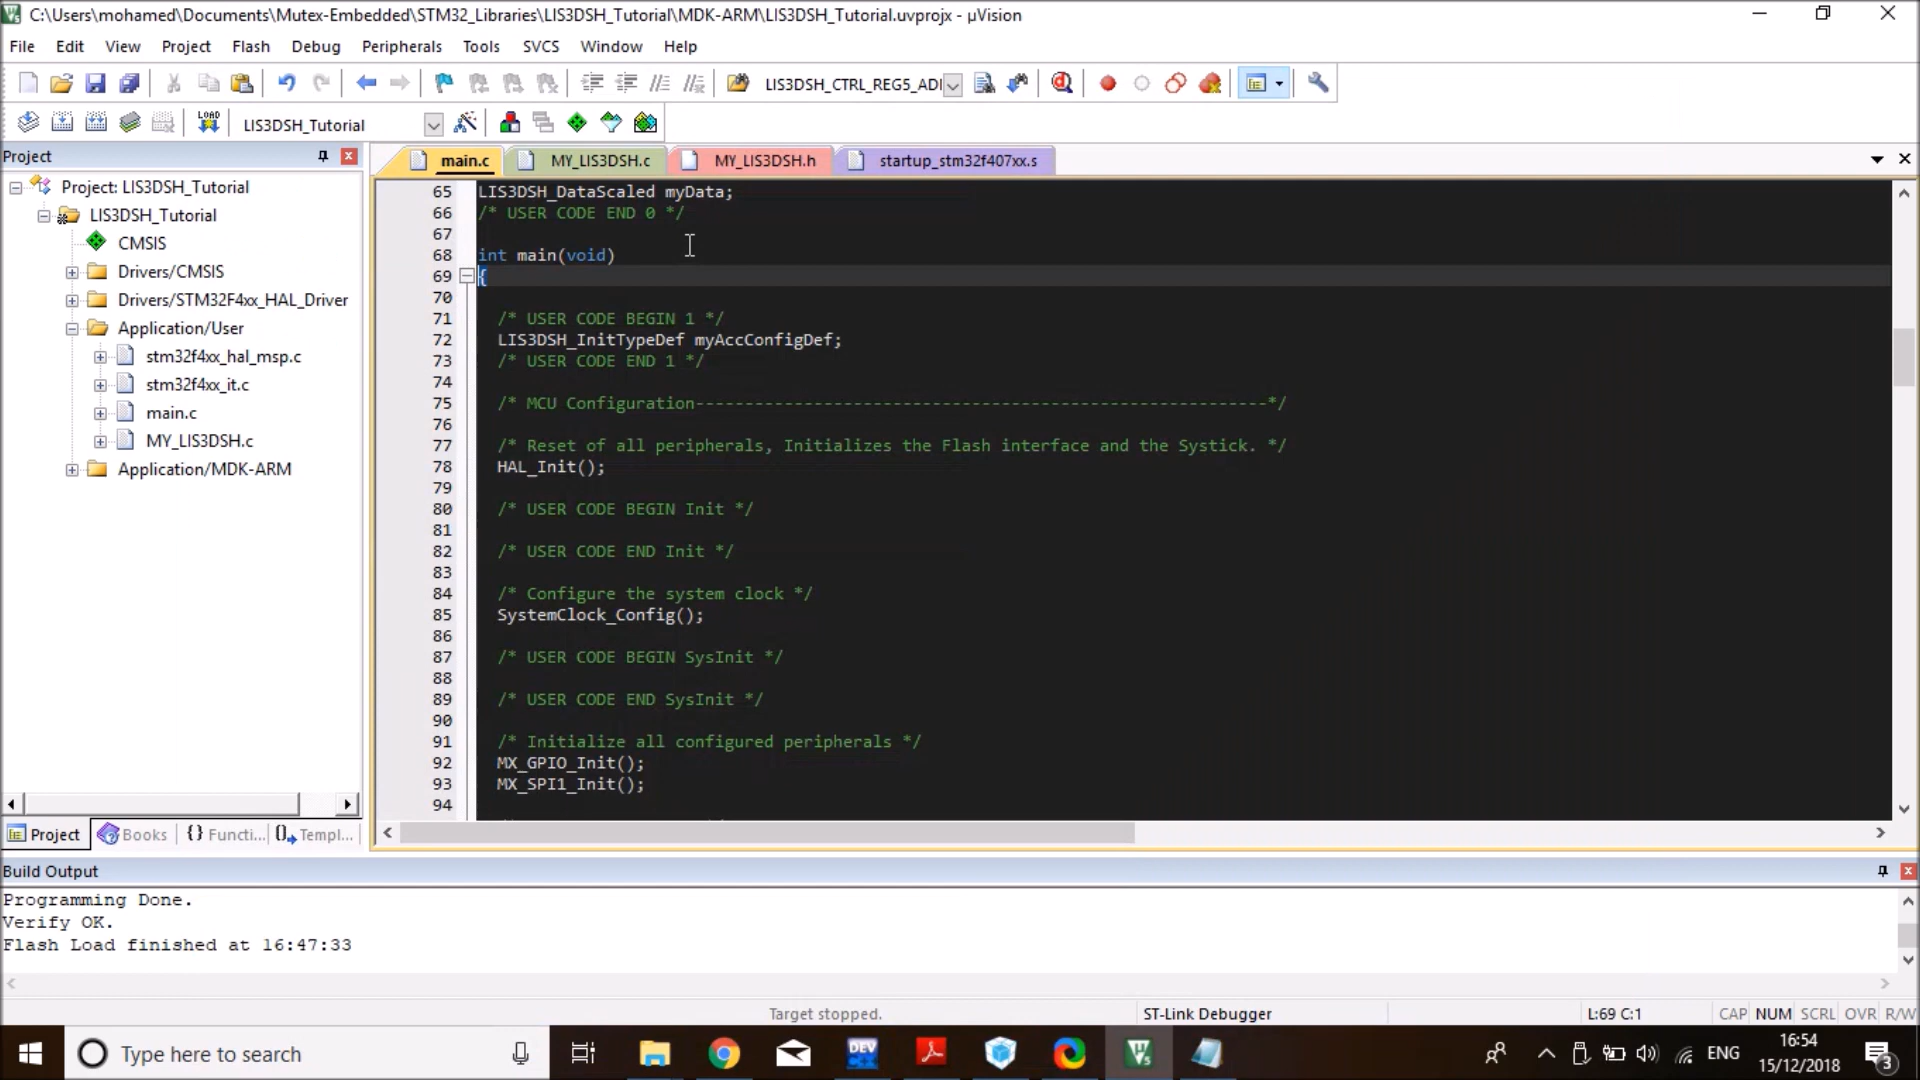 C:\Users\mohamed\Documents\Mutex-Embedded\STM32_Libraries\LIS3DSH_Tutorial\MDK-ARM\LIS3DSH_Tutorial.uvprojx - µVision
File Edit View Project Flash Debug Peripherals Tools SVCS Window Help
LIS3DSH_CTRL_REG5_ADI
LOAD
LIS3DSH_Tutorial
Project
main.c MY_LIS3DSH.c MY_LIS3DSH.h startup_stm32f407xx.s
Project: LIS3DSH_Tutorial
LIS3DSH_Tutorial
CMSIS
Drivers/CMSIS
Drivers/STM32F4xx_HAL_Driver
Application/User
stm32f4xx_hal_msp.c
stm32f4xx_it.c
main.c
MY_LIS3DSH.c
Application/MDK-ARM
Project Books Functi... Templ...
65 LIS3DSH_DataScaled myData;
66 /* USER CODE END 0 */
67
68 int main(void)
69 {
70
71 /* USER CODE BEGIN 1 */
72 LIS3DSH_InitTypeDef myAccConfigDef;
73 /* USER CODE END 1 */
74
75 /* MCU Configuration----------------------------------------------------------*/
76
77 /* Reset of all peripherals, Initializes the Flash interface and the Systick. */
78 HAL_Init();
79
80 /* USER CODE BEGIN Init */
81
82 /* USER CODE END Init */
83
84 /* Configure the system clock */
85 SystemClock_Config();
86
87 /* USER CODE BEGIN SysInit */
88
89 /* USER CODE END SysInit */
90
91 /* Initialize all configured peripherals */
92 MX_GPIO_Init();
93 MX_SPI1_Init();
94
Build Output
Programming Done.
Verify OK.
Flash Load finished at 16:47:33
Target stopped. ST-Link Debugger L:69 C:1 CAP NUM SCRL OVR R/W
Type here to search
DEV
ENG
16:54
15/12/2018
3